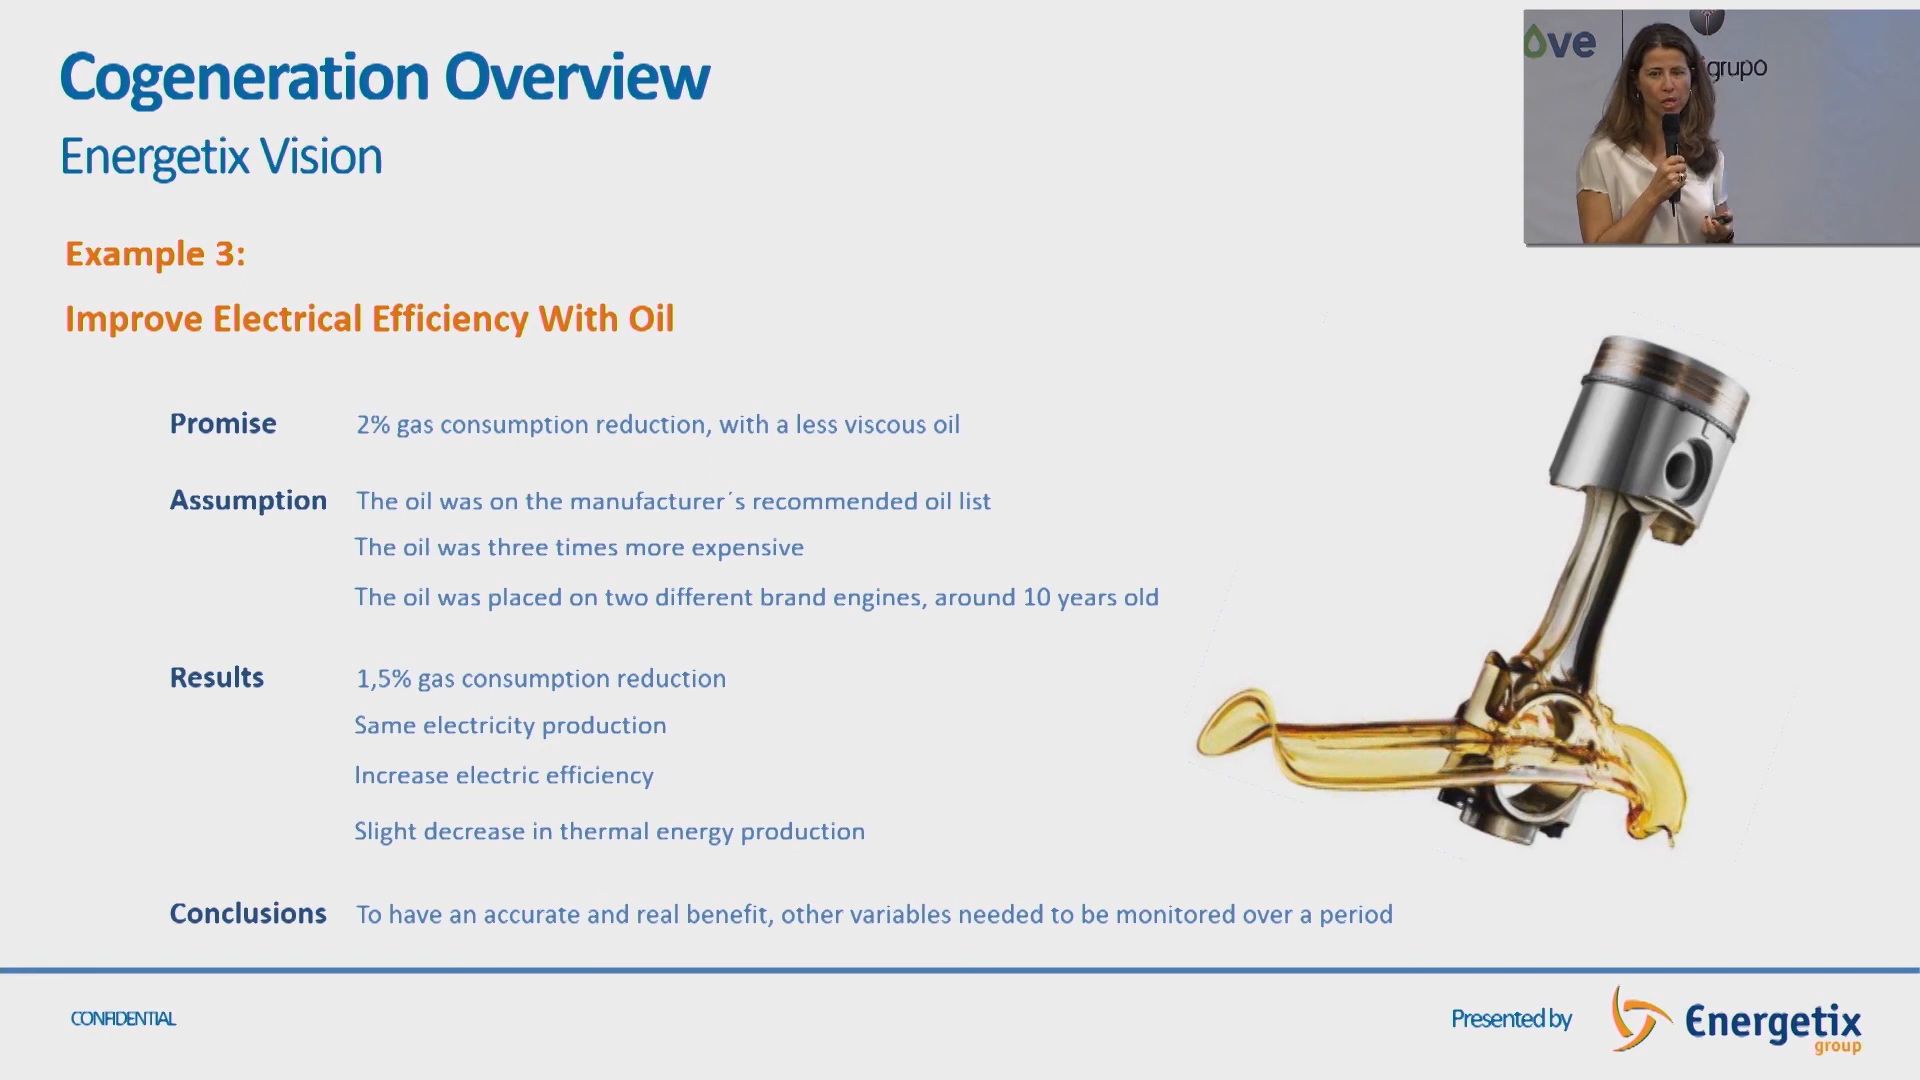 Cogeneration Overview
Energetix Vision
ve
grupo
Example 3:
Improve Electrical Efficiency With Oil
Promise 2% gas consumption reduction, with a less viscous oil
Assumption The oil was on the manufacturer´s recommended oil list
The oil was three times more expensive
The oil was placed on two different brand engines, around 10 years old
Results 1,5% gas consumption reduction
Same electricity production
Increase electric efficiency
Slight decrease in thermal energy production
Conclusions To have an accurate and real benefit, other variables needed to be monitored over a period
CONFIDENTIAL
Presented by
Energetix
group